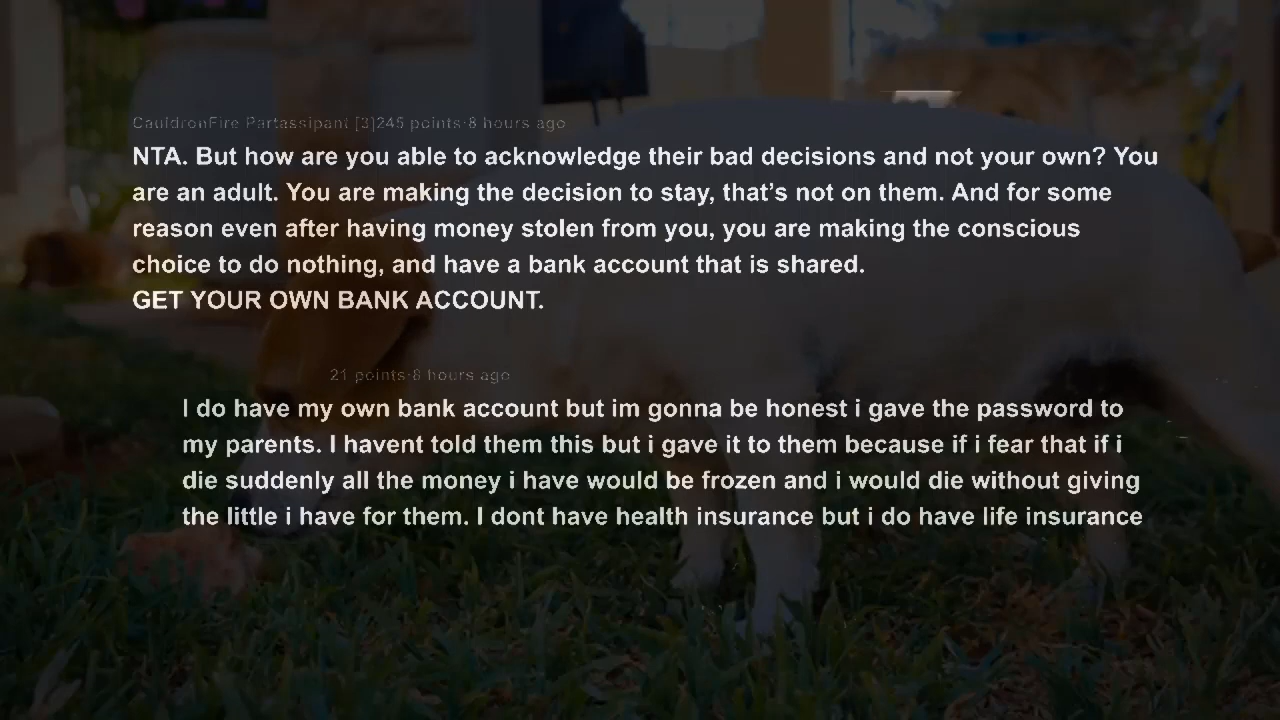 CauldronFire Partassipant [3]245 points·8 hours ago
NTA. But how are you able to acknowledge their bad decisions and not your own? You
are an adult. You are making the decision to stay, that’s not on them. And for some
reason even after having money stolen from you, you are making the conscious
choice to do nothing, and have a bank account that is shared.
GET YOUR OWN BANK ACCOUNT.
21 points·8 hours ago
I do have my own bank account but im gonna be honest i gave the password to
my parents. I havent told them this but i gave it to them because if i fear that if i
die suddenly all the money i have would be frozen and i would die without giving
the little i have for them. I dont have health insurance but i do have life insurance